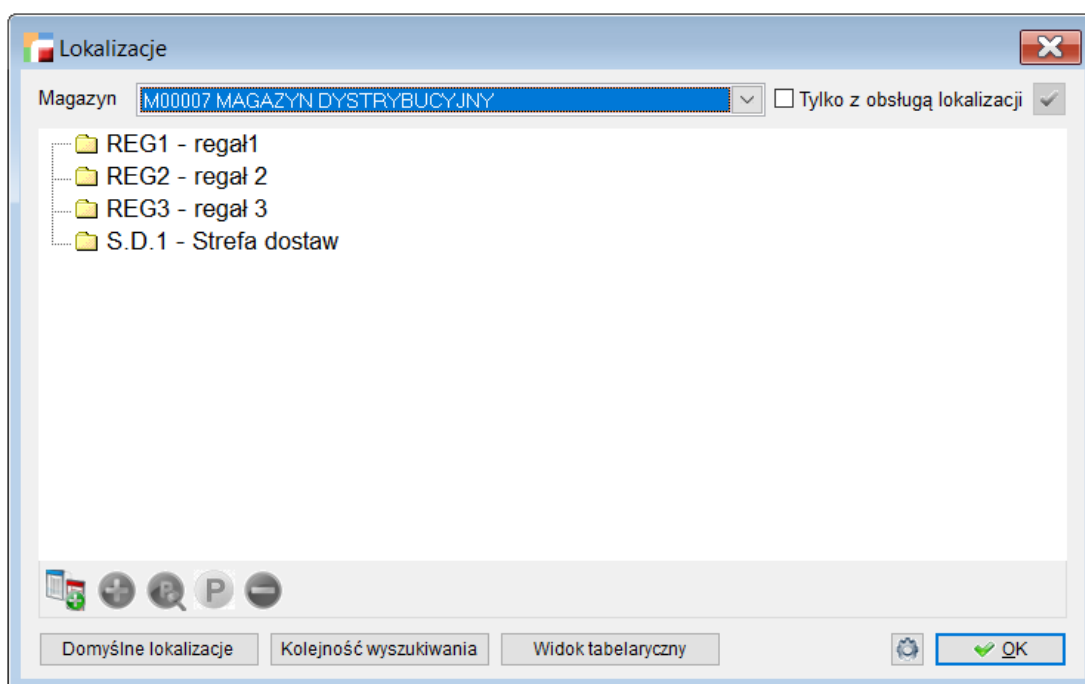 Lokalizacje
Magazyn M00007 MAGAZYN DYSTRYBUCYJNY Tylko z obsługą lokalizacji
REG1 - regał1
REG2 - regał 2
REG3 - regał 3
S.D.1 - Strefa dostaw
P P
Domyślne lokalizacje Kolejność wyszukiwania Widok tabelaryczny OK